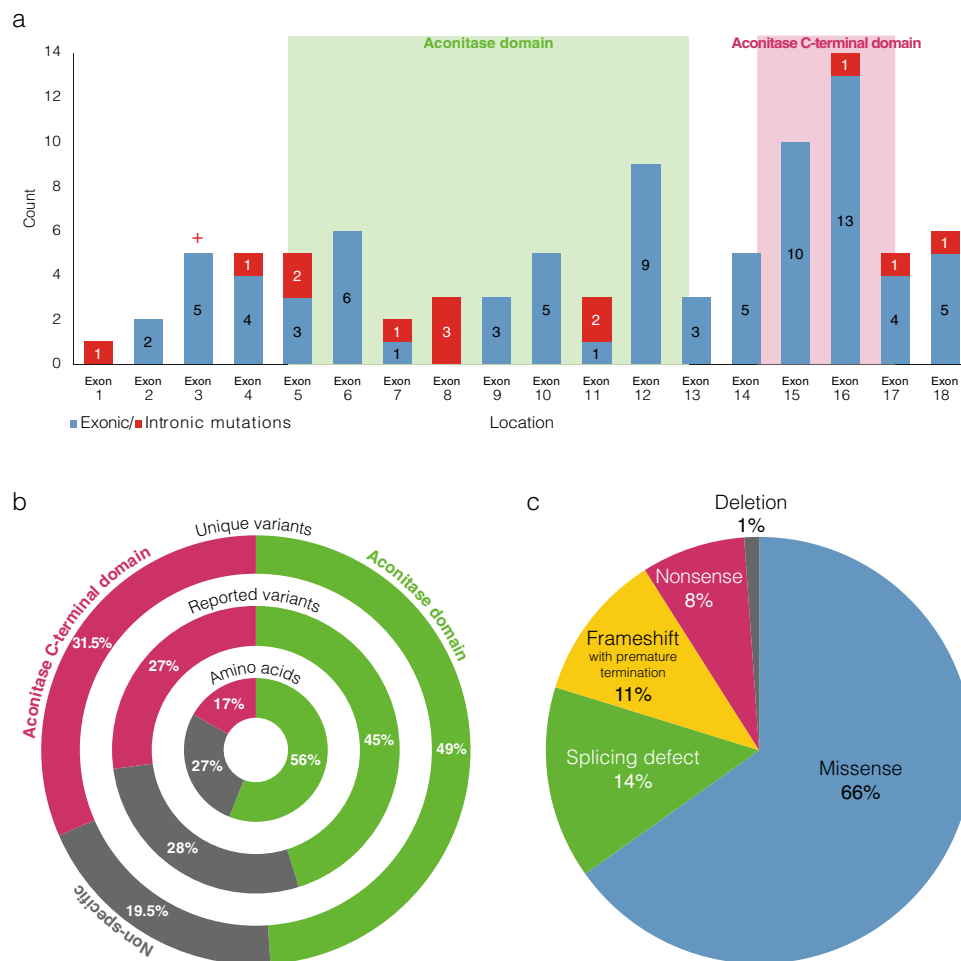 a
Aconitase domain
Aconitase C-terminal domain
Count
14
12
10
8
6
4
2
0
1
2
+
5
1
4
2
3
6
1
1
3
3
5
2
1
9
3
5
10
1
13
1
4
1
5
Exon Exon Exon Exon Exon Exon Exon Exon Exon Exon Exon Exon Exon Exon Exon Exon Exon Exon
1 2 3 4 5 6 7 8 9 10 11 12 13 14 15 16 17 18
Exonic/ Intronic mutations
Location
b
Unique variants
Aconitase C-terminal domain
Aconitase domain
Non-specific
31.5%
49%
19.5%
Reported variants
27%
45%
28%
Amino acids
17%
56%
27%
c
Deletion
1%
Nonsense
8%
Frameshift
with premature
termination
11%
Splicing defect
14%
Missense
66%